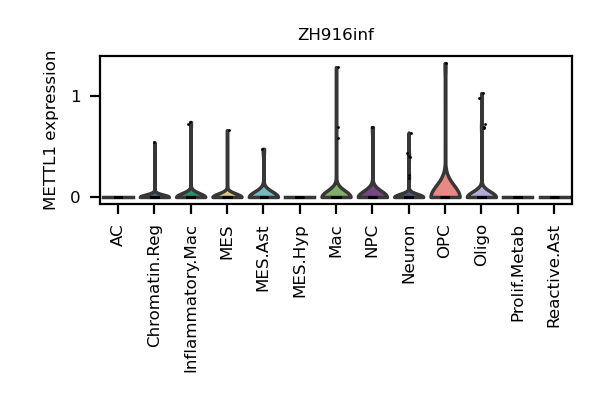 ZH916inf
METTL1 expression
1
0
AC
Chromatin.Reg
Inflammatory.Mac
MES
MES.Ast
MES.Hyp
Mac
NPC
Neuron
OPC
Oligo
Prolif.Metab
Reactive.Ast